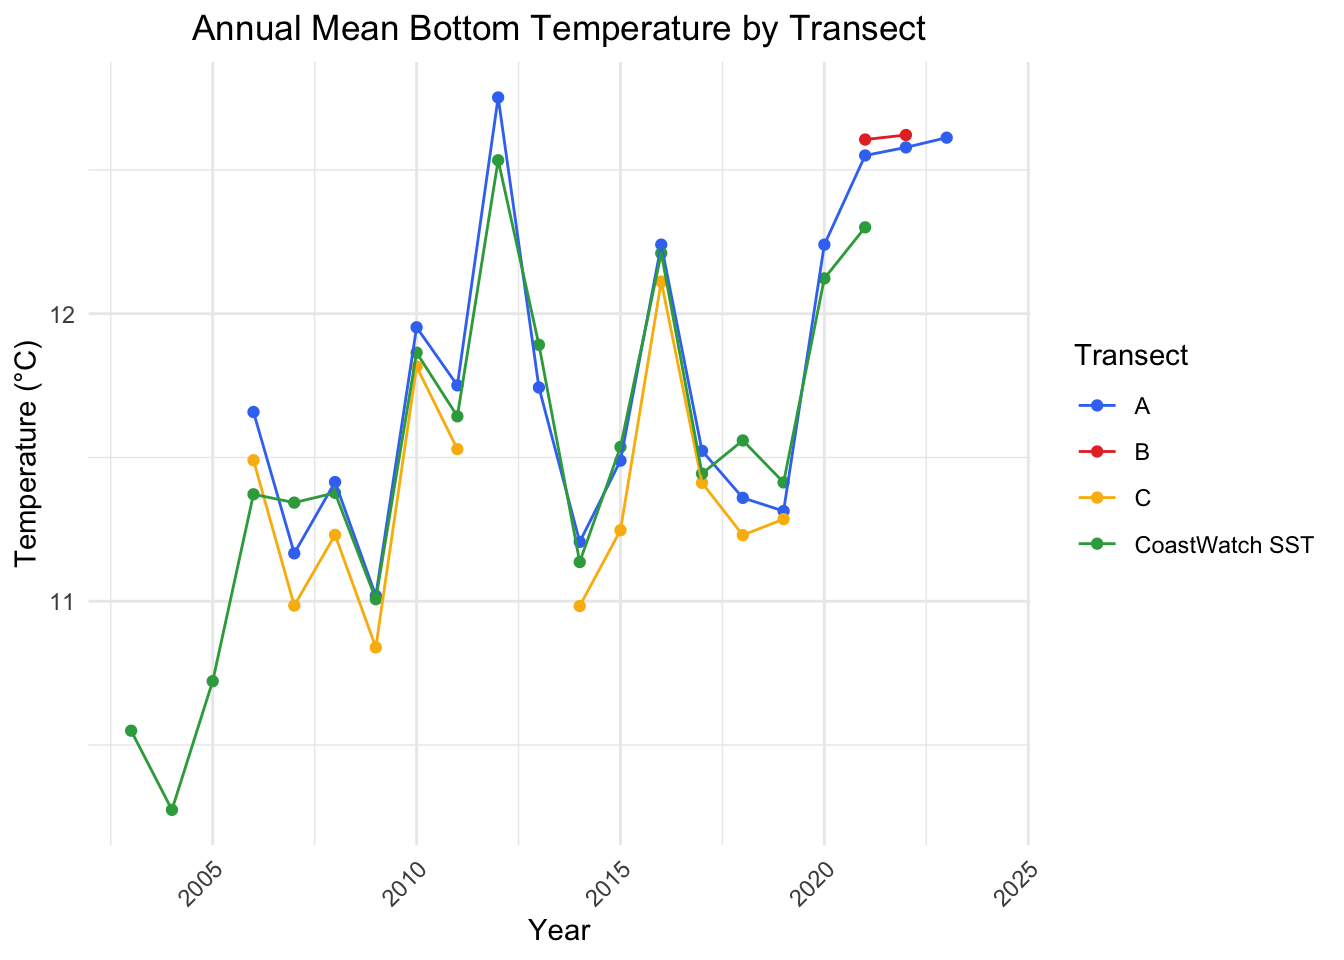 Annual Mean Bottom Temperature by Transect
Temperature (°C)
12
11
2005
2010
2015
2020
2025
Year
Transect
A
B
C
CoastWatch SST